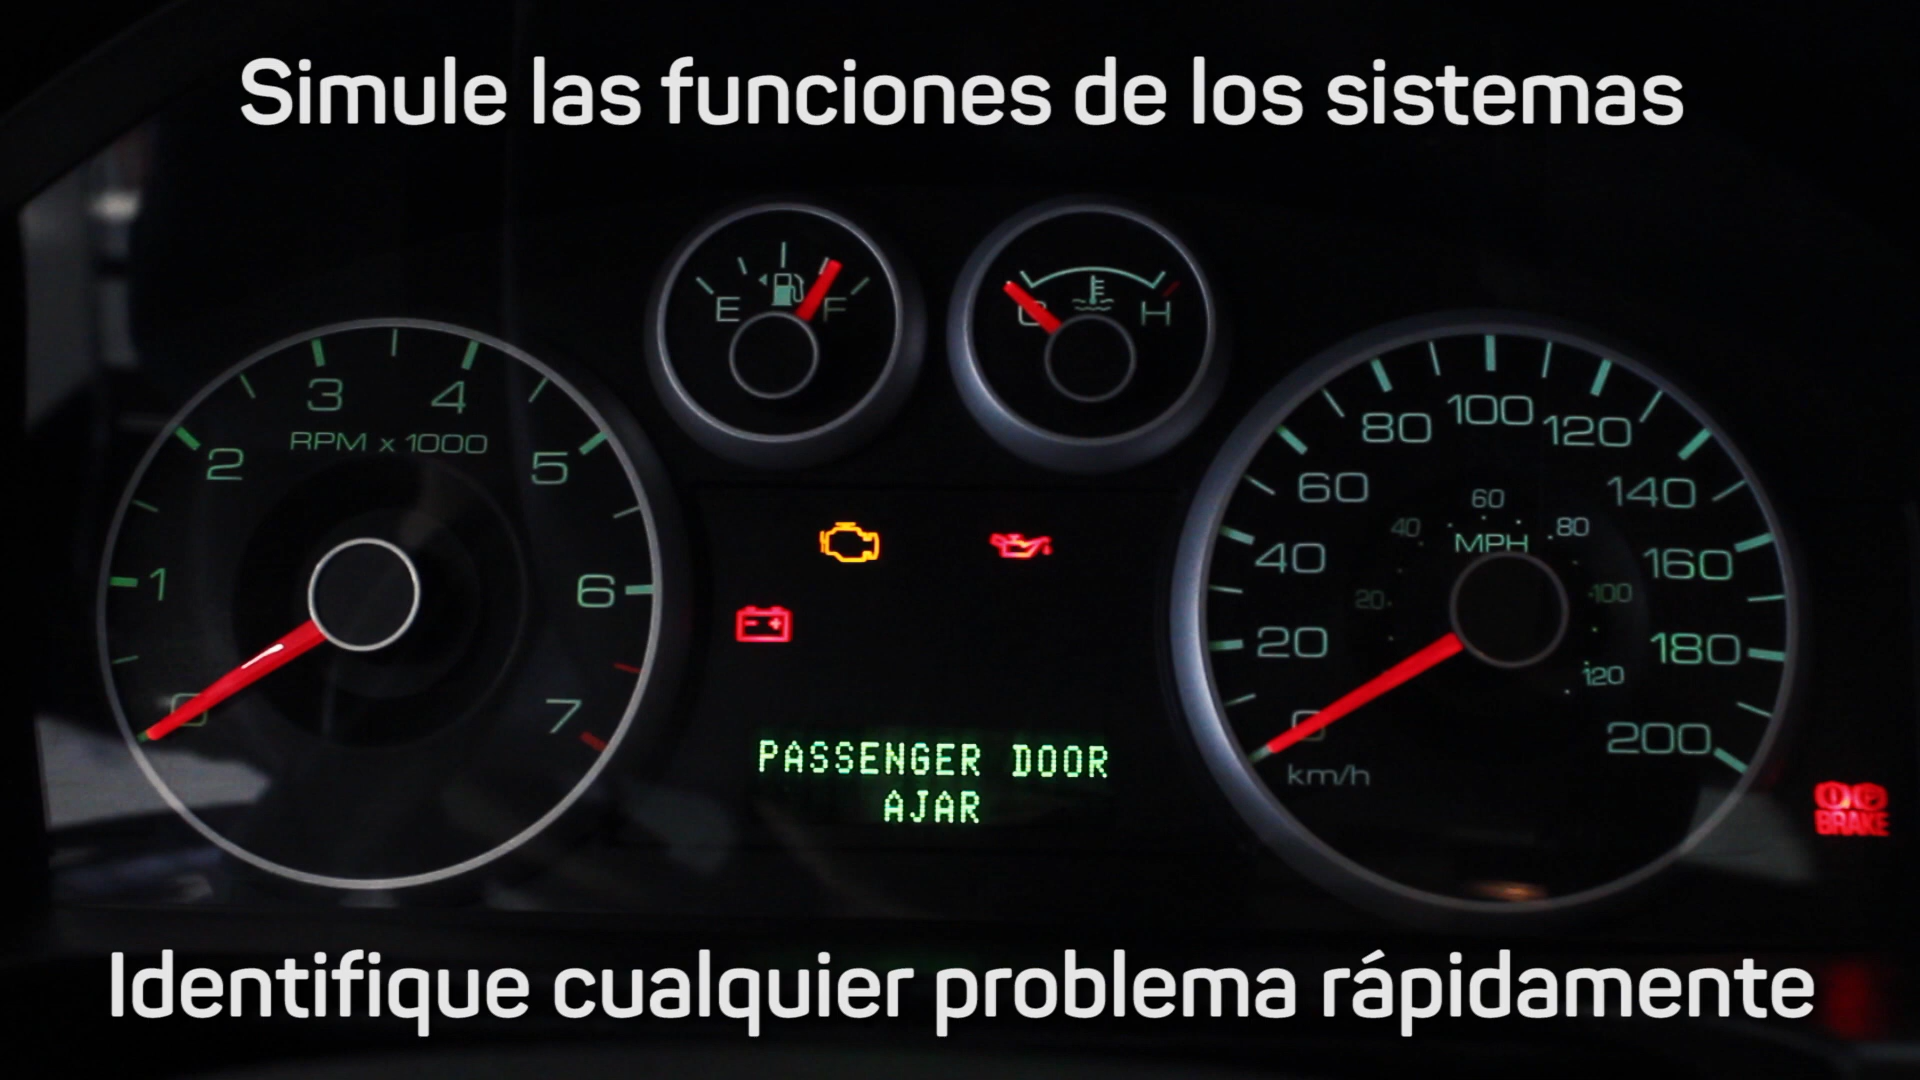 Simule las funciones de los sistemas
E F
C H
3 4
RPM x 1000
2 5
1 6
0 7
80 100 120
60 140
40 160
20 180
0 200
km/h
60
40 80
MPH
20 100
120
PASSENGER DOOR
AJAR
BRAKE
Identifique cualquier problema rápidamente